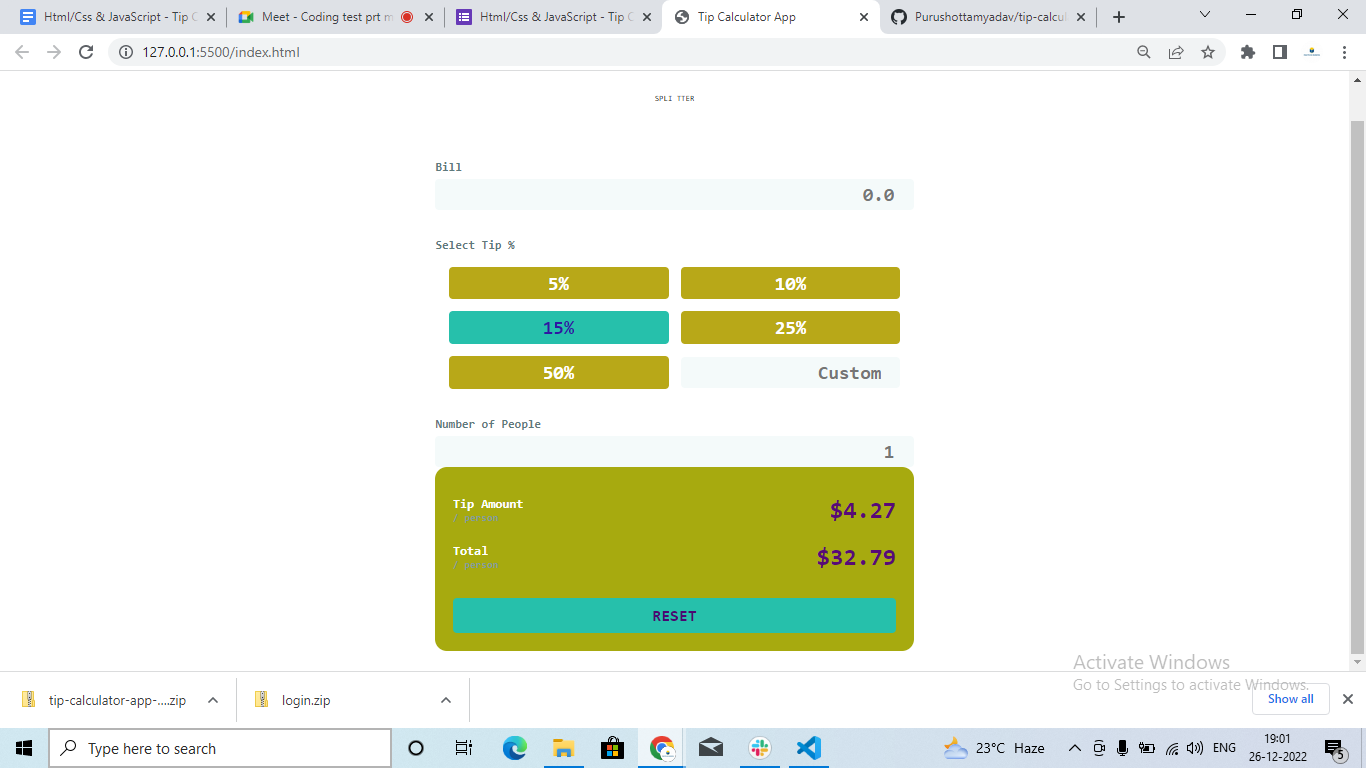 Html/Css & JavaScript - Tip C
Meet - Coding test prt m
Html/Css & JavaScript - Tip C
Tip Calculator App
Purushottamyadav/tip-calcul
127.0.0.1:5500/index.html
SPLI TTER
Bill
0.0
Select Tip %
5%
10%
15%
25%
50%
Custom
Number of People
1
Tip Amount
/ person
$4.27
Total
/ person
$32.79
RESET
Activate Windows
Go to Settings to activate Windows.
tip-calculator-app-....zip
login.zip
Show all
Type here to search
23°C Haze
ENG
19:01
26-12-2022
5